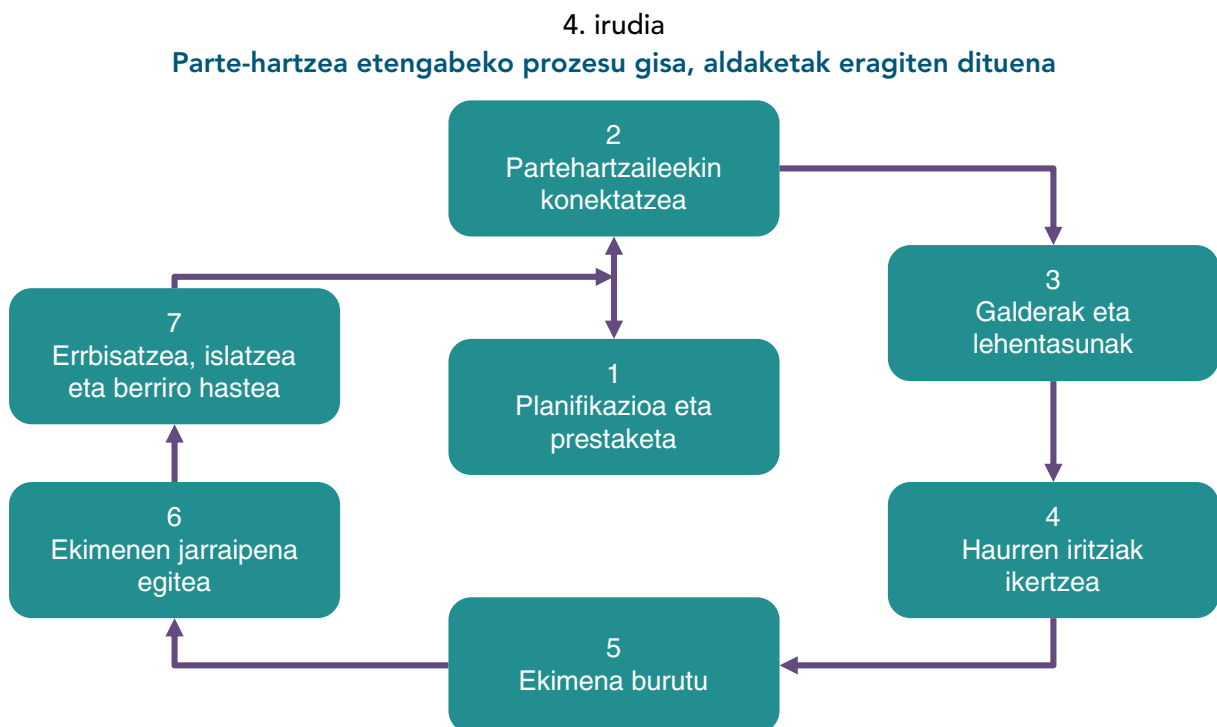 4. irudia
Parte-hartzea etengabeko prozesu gisa, aldaketak eragiten dituena
2
Partehartzaileekin
konektatzea
3
Galderak eta
lehentasunak
7
Errbisatzea, islatzea
eta berriro hastea
1
Planifikazioa eta
prestaketa
6
Ekimenen jarraipena
egitea
4
Haurren iritziak
ikertzea
5
Ekimena burutu